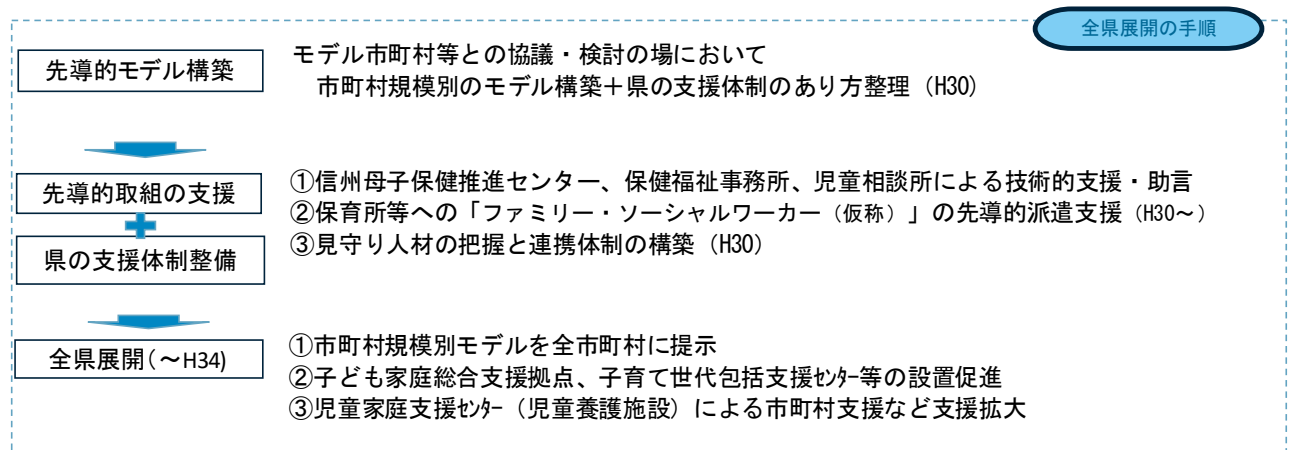 全県展開の手順
先導的モデル構築
モデル市町村等との協議・検討の場において
市町村規模別のモデル構築+県の支援体制のあり方整理（H30）
先導的取組の支援
県の支援体制整備
①信州母子保健推進センター、保健福祉事務所、児童相談所による技術的支援・助言
②保育所等への「ファミリー・ソーシャルワーカー（仮称）」の先導的派遣支援（H30～）
③見守り人材の把握と連携体制の構築（H30）
全県展開（～H34)
①市町村規模別モデルを全市町村に提示
②子ども家庭総合支援拠点、子育て世代包括支援ｾﾝﾀｰ等の設置促進
③児童家庭支援ｾﾝﾀｰ（児童養護施設）による市町村支援など支援拡大